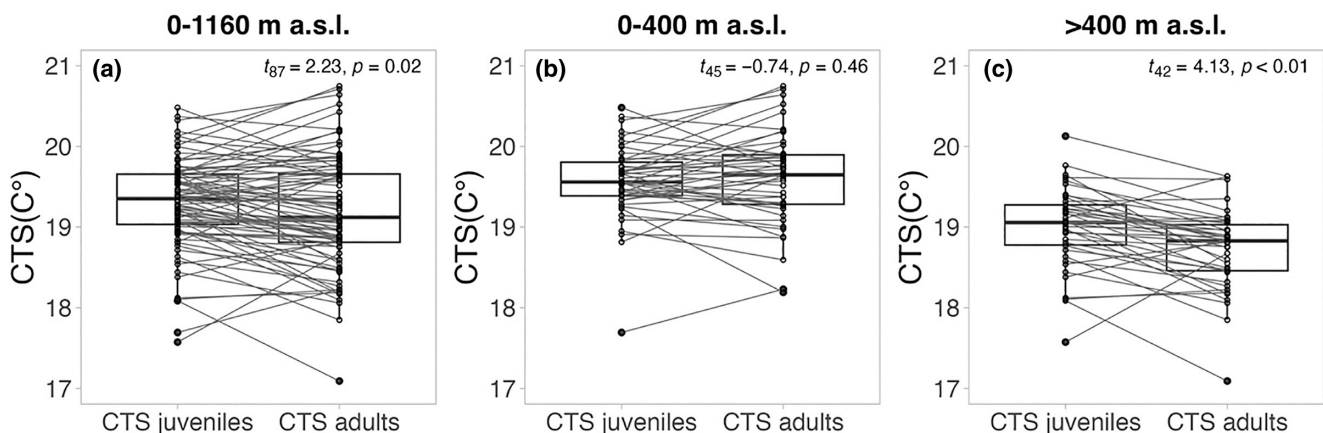 0-1160 m a.s.l.
0-400 m a.s.l.
>400 m a.s.l.
(a)
t87 = 2.23, p = 0.02
(b)
t45 = −0.74, p = 0.46
(c)
t42 = 4.13, p < 0.01
CTS(C°)
21
20
19
18
17
CTS juveniles
CTS adults
CTS(C°)
21
20
19
18
17
CTS juveniles
CTS adults
CTS(C°)
21
20
19
18
17
CTS juveniles
CTS adults